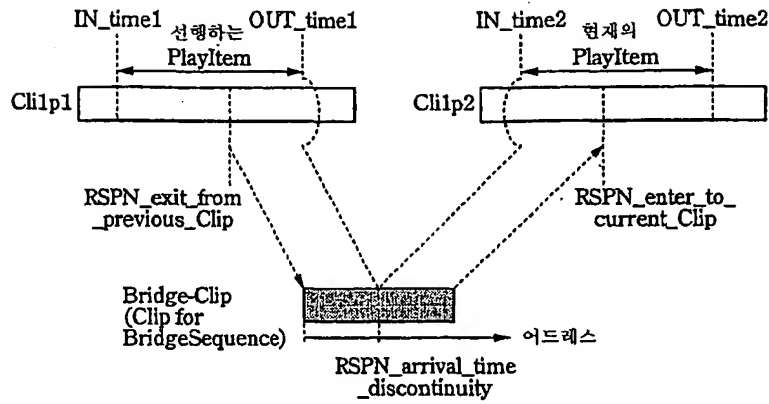 IN_time1 선행하는 OUT_time1
PlayItem
IN_time2 현재의 OUT_time2
PlayItem
Cli1p1
Cli1p2
RSPN_exit_from
_previous_Clip
RSPN_enter_to_
current_Clip
Bridge-Clip
(Clip for
BridgeSequence)
어드레스
RSPN_arrival_time
_discontinuity